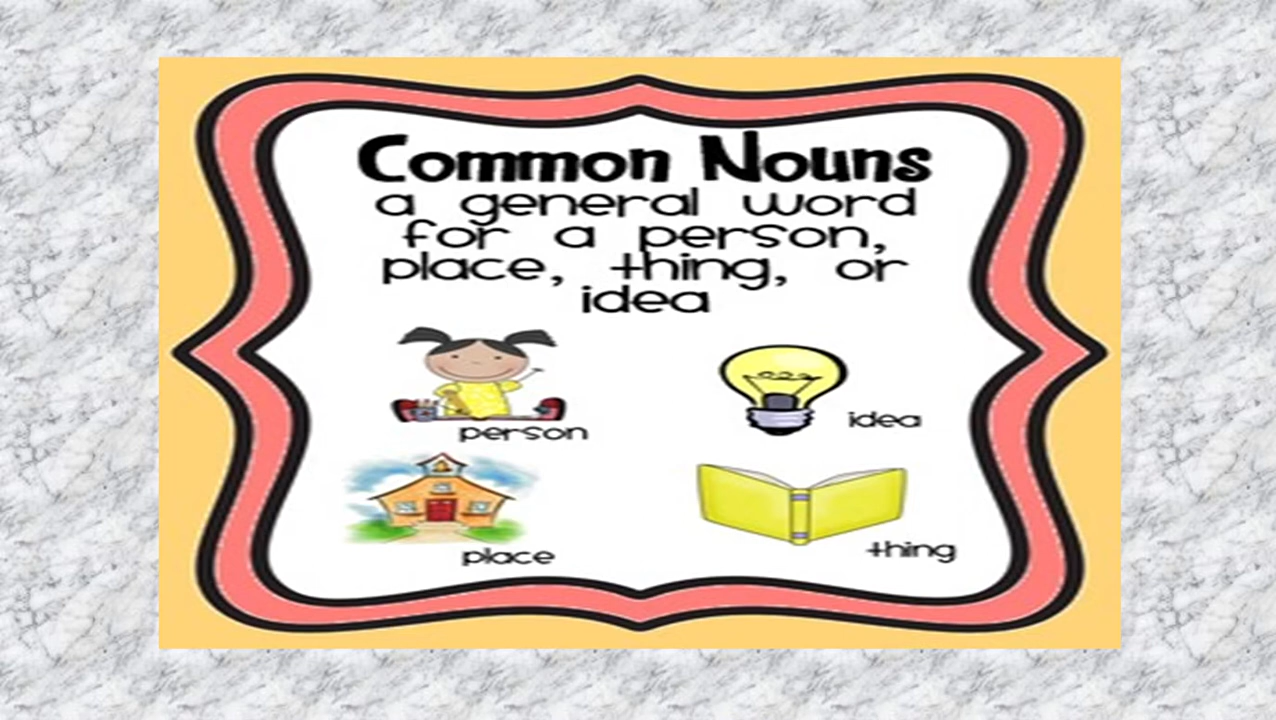 Common Nouns
a general word
for a person,
place, thing, or
idea
person
idea
place
thing